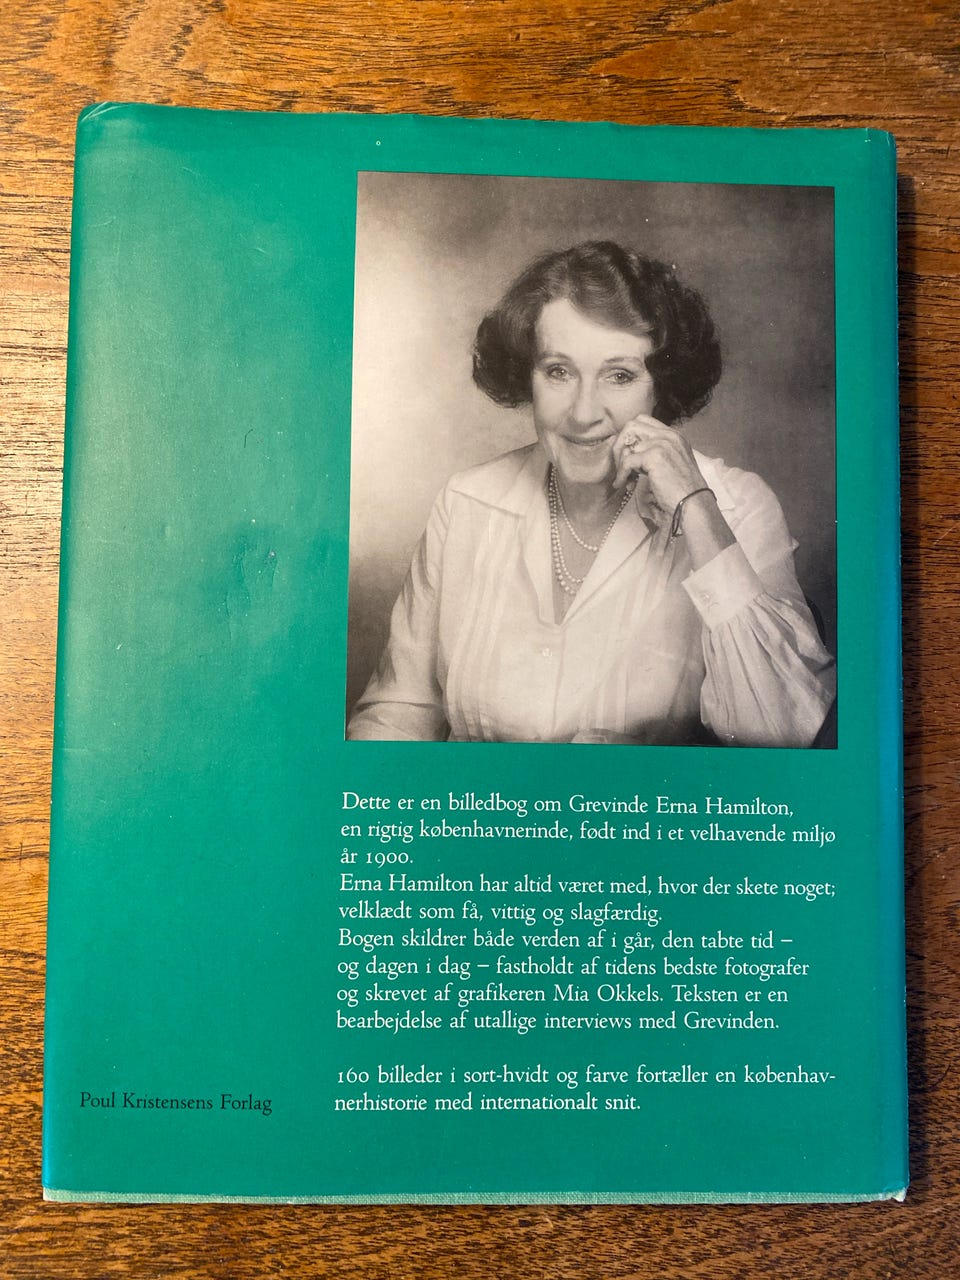 Dette er en billedbog om Grevinde Erna Hamilton,
en rigtig københavnerinde, født ind i et velhavende miljø
år 1900.
Erna Hamilton har altid været med, hvor der skete noget;
velklædt som få, vittig og slagfærdig.
Bogen skildrer både verden af i går, den tabte tid –
og dagen i dag – fastholdt af tidens bedste fotografer
og skrevet af grafikeren Mia Okkels. Teksten er en
bearbejdelse af utallige interviews med Grevinden.
160 billeder i sort-hvidt og farve fortæller en københav-
nerhistorie med internationalt snit.
Poul Kristensens Forlag